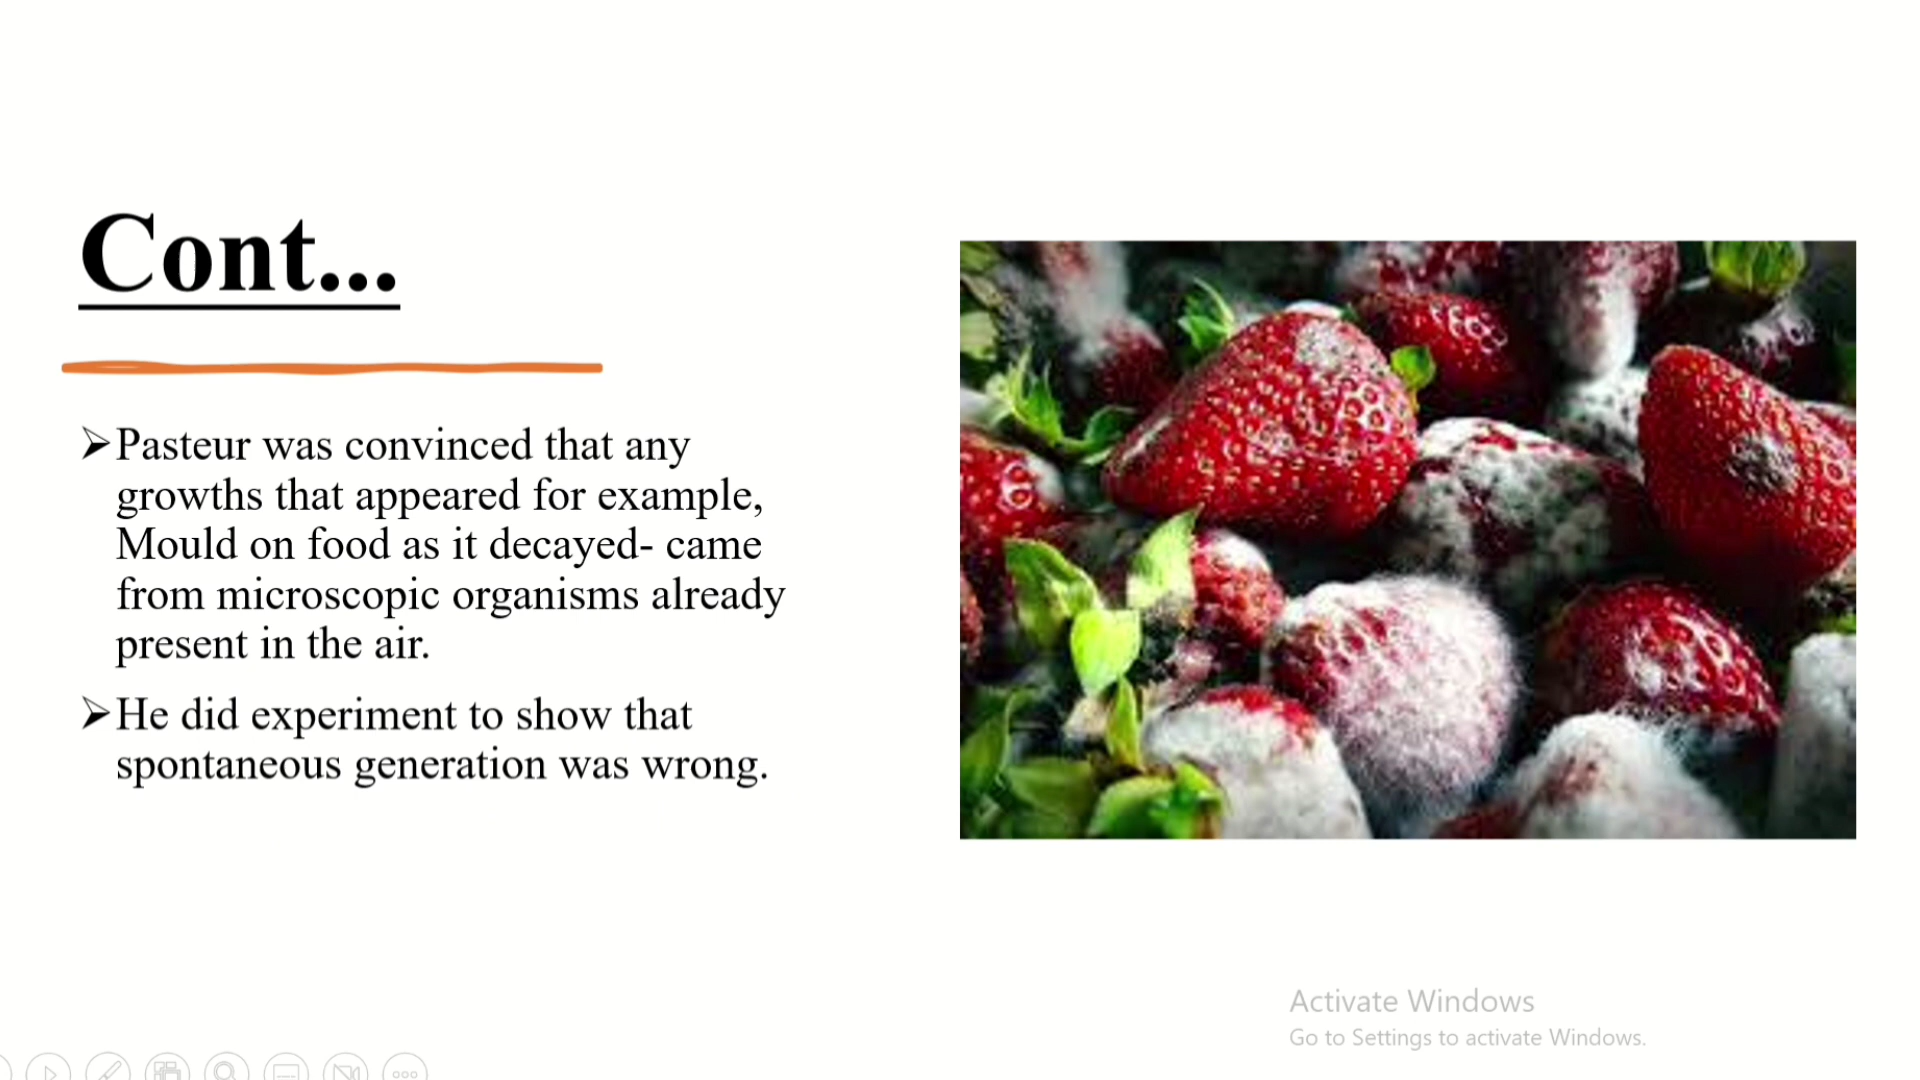 Cont...
➢Pasteur was convinced that any
growths that appeared for example,
Mould on food as it decayed- came
from microscopic organisms already
present in the air.
➢He did experiment to show that
spontaneous generation was wrong.
Activate Windows
Go to Settings to activate Windows.